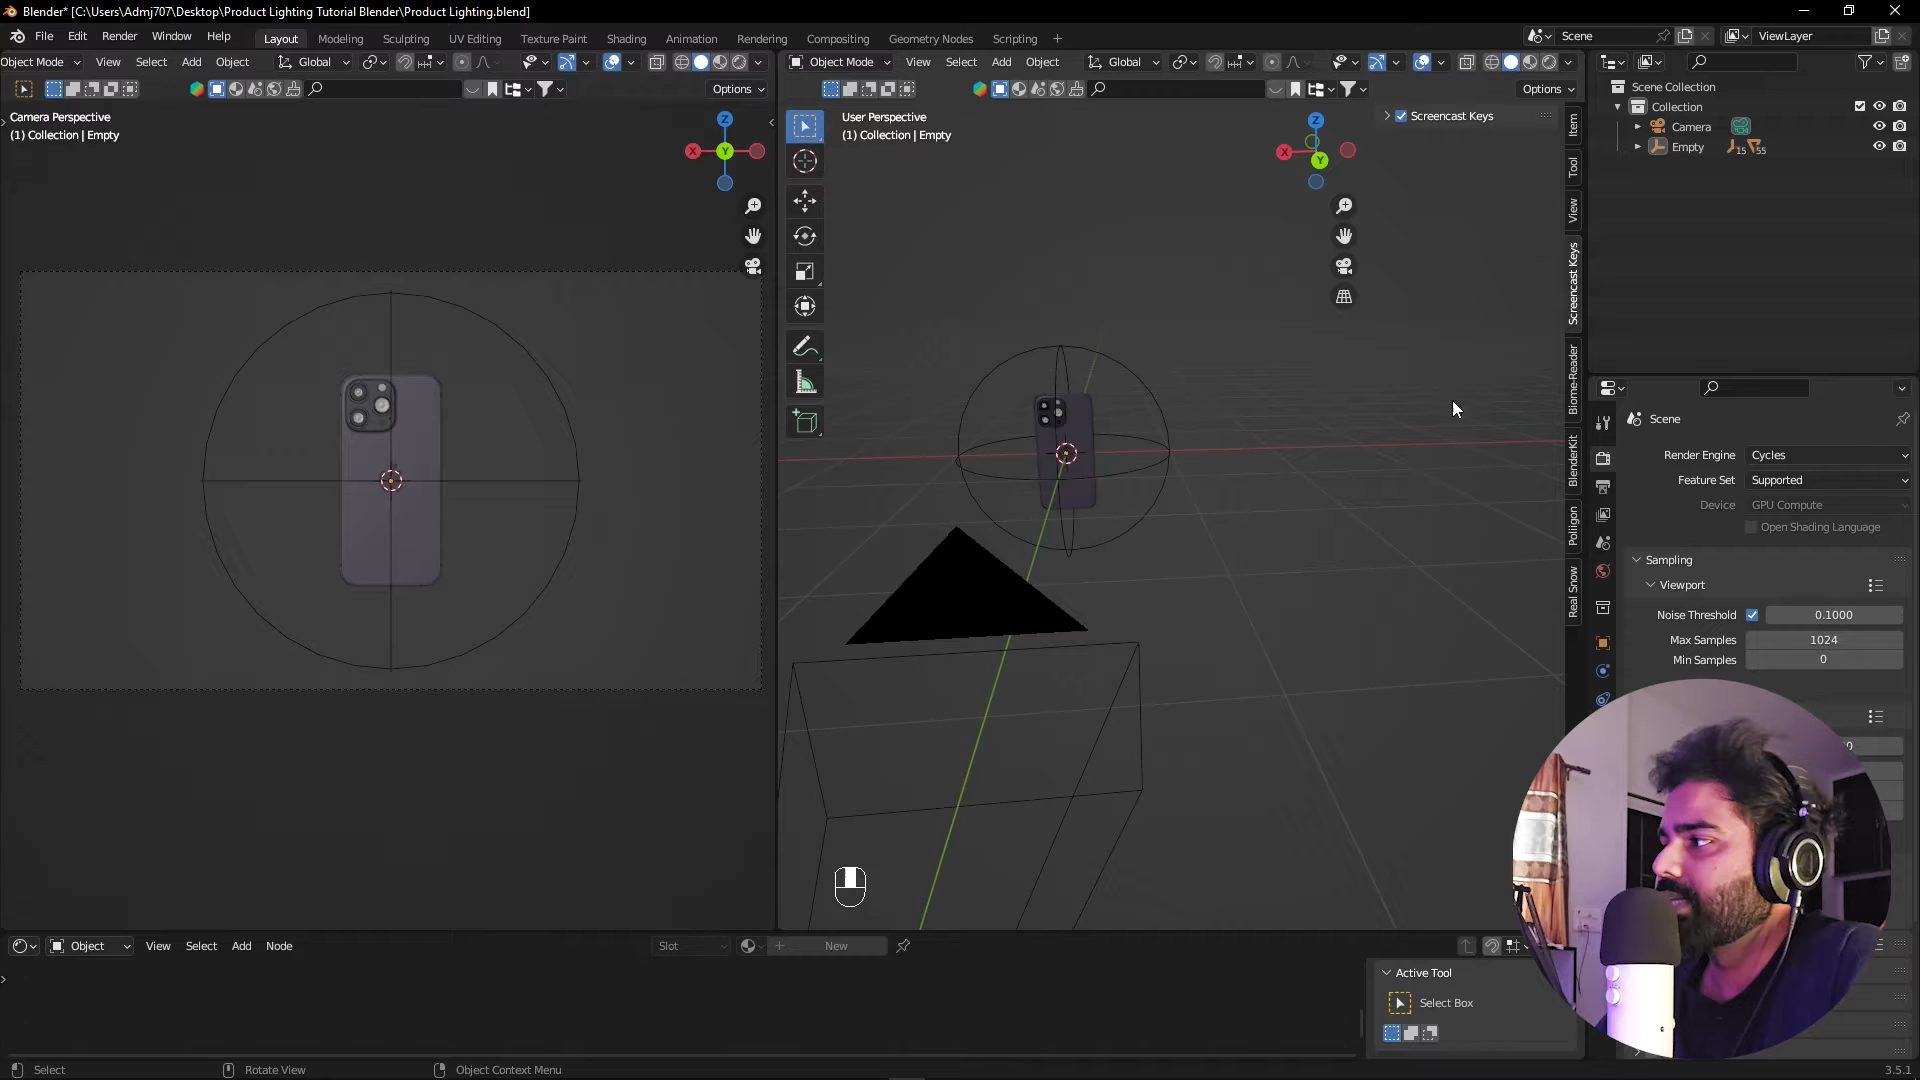 Blender* [C:\Users\Admj707\Desktop\Product Lighting Tutorial Blender\Product Lighting.blend]
File Edit Render Window Help Layout Modeling Sculpting UV Editing Texture Paint Shading Animation Rendering Compositing Geometry Nodes Scripting + Scene ViewLayer
Object Mode View Select Add Object Global
Object Mode View Select Add Object Global
Options
Options
Camera Perspective
(1) Collection | Empty
Z
X
Y
User Perspective
(1) Collection | Empty
Z
X
Y
Screencast Keys
Item
Tool
View
Screencast Keys
Biome-Reader
BlenderKit
Poliigon
Real Snow
Scene Collection
Collection
Camera
Empty 15 55
Scene
Render Engine Cycles
Feature Set Supported
Device GPU Compute
Open Shading Language
Sampling
Viewport
Noise Threshold 0.1000
Max Samples 1024
Min Samples 0
Object View Select Add Node Slot New
Active Tool
Select Box
Select Rotate View Object Context Menu 3.5.1